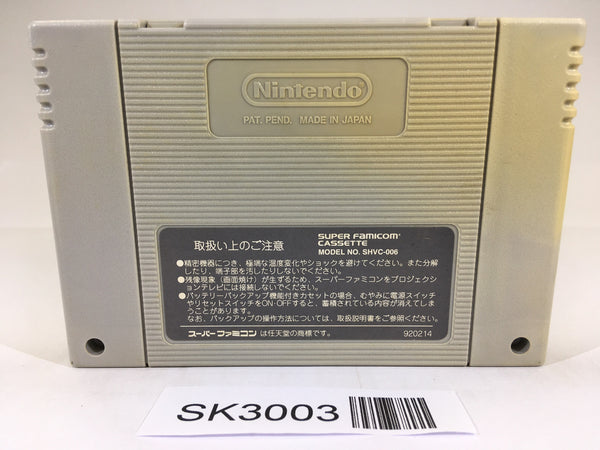 Nintendo
PAT. PEND. MADE IN JAPAN
取扱い上のご注意
SUPER FAMICOM
CASSETTE
MODEL NO. SHVC-006
●精密機器につき、極端な温度変化やショックを避けてください。また分解
したり、端子部を汚したりしないでください。
●残像現象（画面焼け）が生ずるため、スーパーファミコンをプロジェクシ
ョンテレビには接続しないでください。
●バッテリーバックアップ機能付きカセットの場合、むやみに電源スイッチ
やリセットスイッチをON-OFFすると、蓄積されている内容が消えてしま
うことがあります。
なお、バックアップの操作方法については、取扱説明書をご参照ください。
スーパーファミコン は任天堂の商標です。 920214
SK3003